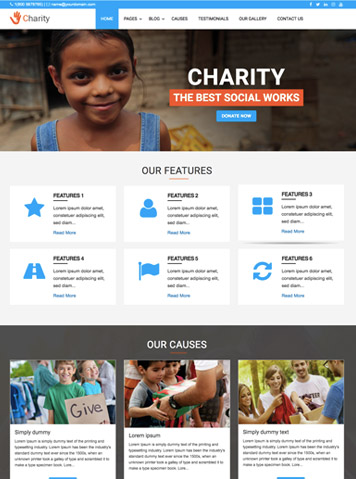 name@yourdomain.com
Charity
HOME PAGES BLOG CAUSES TESTIMONIALS OUR GALLERY CONTACT US
CHARITY
THE BEST SOCIAL WORKS
DONATE NOW
OUR FEATURES
FEATURES 1
Lorem ipsum dolor amet,
constetuer adipiscing elit,
sed diam...
Read More
FEATURES 2
Lorem ipsum dolor amet,
constetuer adipiscing elit,
sed diam...
Read More
FEATURES 3
Lorem ipsum dolor amet,
constetuer adipiscing elit,
sed diam...
Read More
FEATURES 4
Lorem ipsum dolor amet,
constetuer adipiscing elit,
sed diam...
Read More
FEATURES 5
Lorem ipsum dolor amet,
constetuer adipiscing elit,
sed diam...
Read More
FEATURES 6
Lorem ipsum dolor amet,
constetuer adipiscing elit,
sed diam...
Read More
OUR CAUSES
Give
Simply dummy
Lorem Ipsum is simply dummy text of the printing and
typesetting industry. Lorem Ipsum has been the industry's
standard dummy text ever since the 1500s, when an
unknown printer took a galley of type and scrambled it to
make a type specimen book. Lore...
Lorem Ipsum
Lorem Ipsum is simply dummy text of the printing and
typesetting industry. Lorem Ipsum has been the industry's
standard dummy text ever since the 1500s, when an
unknown printer took a galley of type and scrambled it to
make a type specimen book. Lore...
Simply dummy text
Lorem Ipsum is simply dummy text of the printing and
typesetting industry. Lorem Ipsum has been the industry's
standard dummy text ever since the 1500s, when an
unknown printer took a galley of type and scrambled it to
make a type specimen book. Lore...